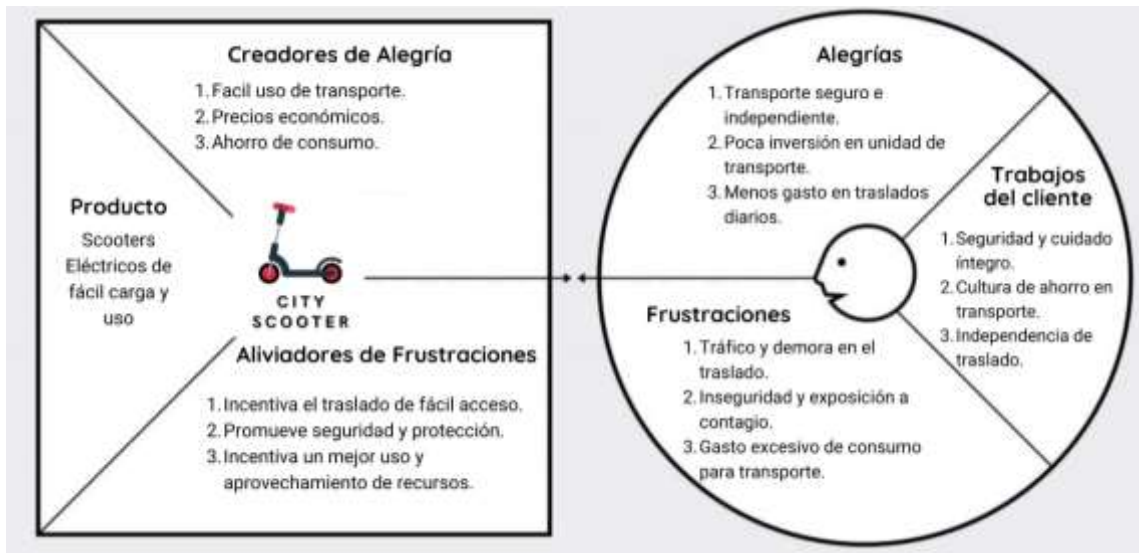 Creadores de Alegría
1. Facil uso de transporte.
2. Precios económicos.
3. Ahorro de consumo.
Producto
Scooters
Eléctricos de
fácil carga y
uso
CITY
SCOOTER
Aliviadores de Frustraciones
1. Incentiva el traslado de fácil acceso.
2. Promueve seguridad y protección.
3. Incentiva un mejor uso y
aprovechamiento de recursos.
Alegrías
1. Transporte seguro e
independiente.
2. Poca inversión en unidad de
transporte.
3. Menos gasto en traslados
diarios.
Trabajos
del cliente
1. Seguridad y cuidado
íntegro.
2. Cultura de ahorro en
transporte.
3. Independencia de
traslado.
Frustraciones
1. Tráfico y demora en el
traslado.
2. Inseguridad y exposición a
contagio.
3. Gasto excesivo de consumo
para transporte.